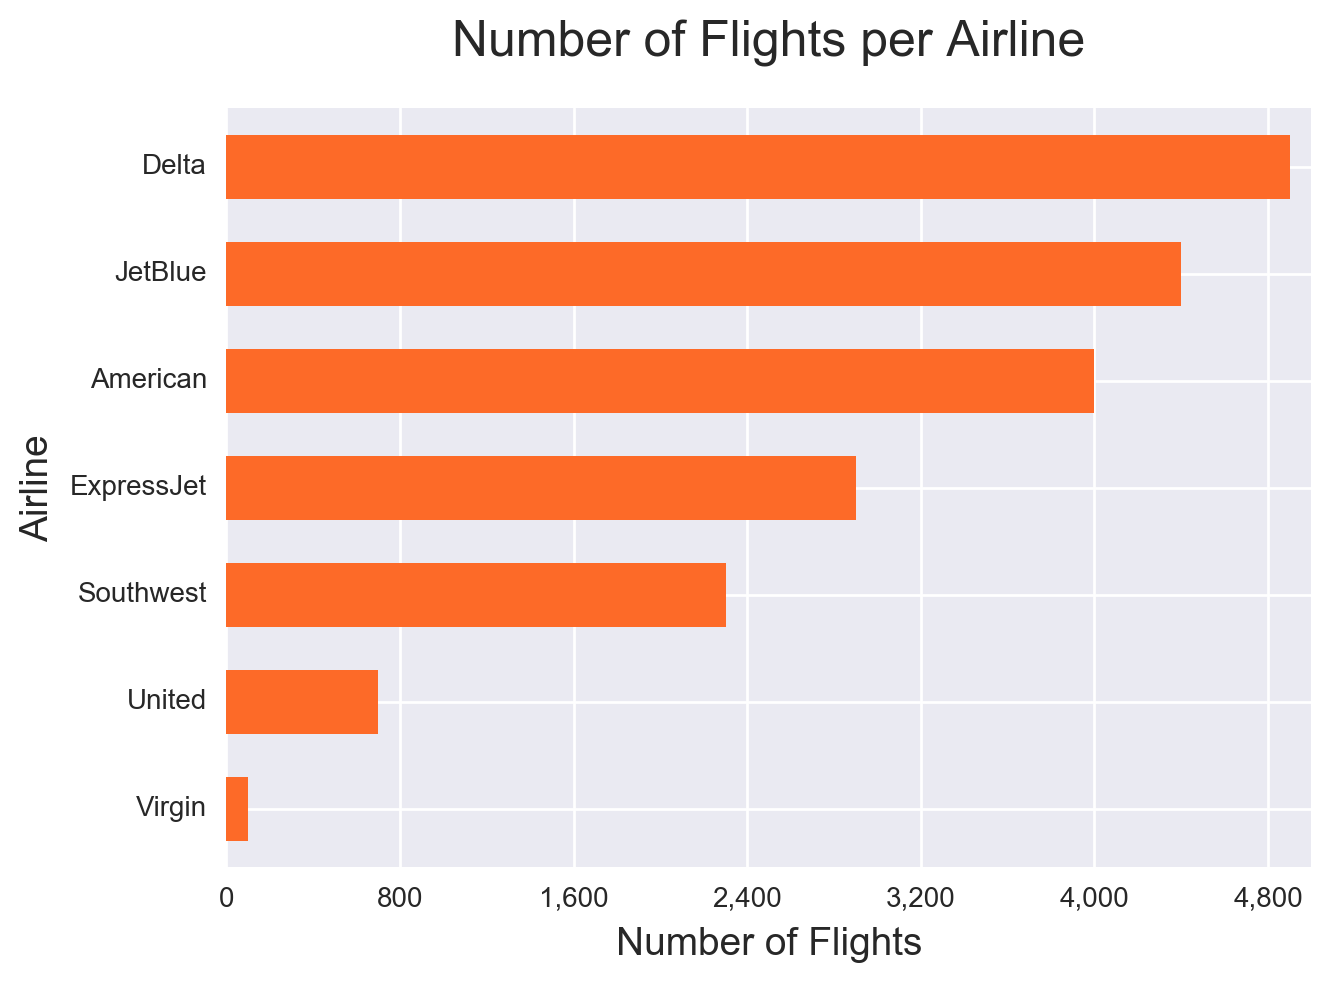 Number of Flights per Airline
Delta
JetBlue
American
ExpressJet
Southwest
United
Virgin
Airline
0 800 1,600 2,400 3,200 4,000 4,800
Number of Flights